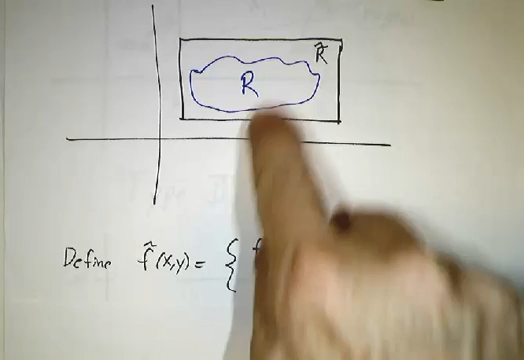 R̃
R
Define f̃(x,y) = { f